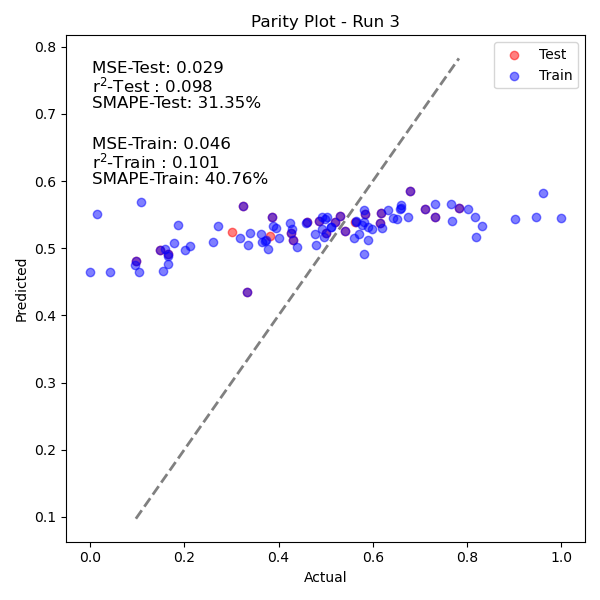 Parity Plot - Run 3
MSE-Test: 0.029
r²-Test : 0.098
SMAPE-Test: 31.35%
MSE-Train: 0.046
r²-Train : 0.101
SMAPE-Train: 40.76%
Test
Train
0.8
0.7
0.6
0.5
0.4
0.3
0.2
0.1
Predicted
0.0 0.2 0.4 0.6 0.8 1.0
Actual